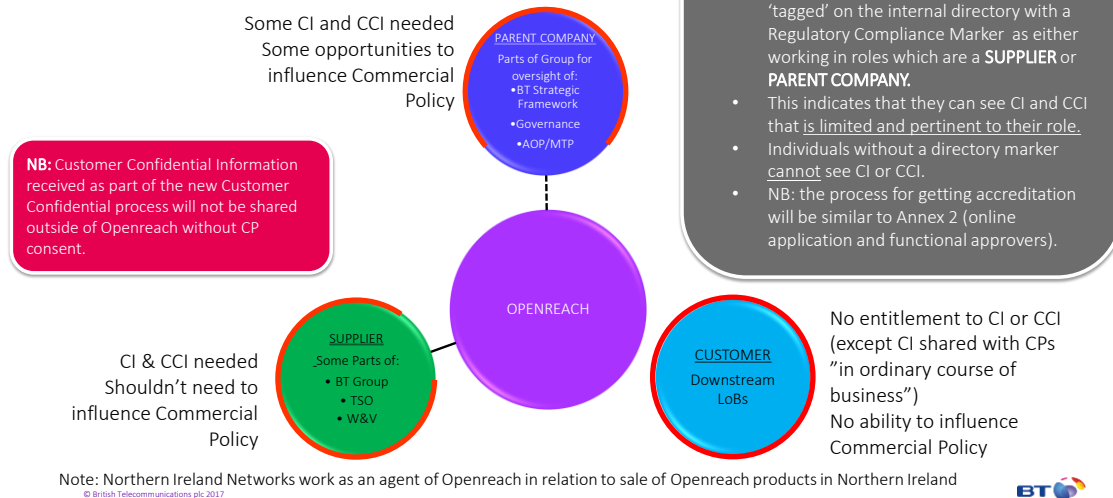 Some CI and CCI needed
Some opportunities to
influence Commercial
Policy
PARENT COMPANY
Parts of Group for
oversight of:
•BT Strategic
Framework
•Governance
•AOP/MTP
'tagged' on the internal directory with a
Regulatory Compliance Marker as either
working in roles which are a SUPPLIER or
PARENT COMPANY.
• This indicates that they can see CI and CCI
that is limited and pertinent to their role.
• Individuals without a directory marker
cannot see CI or CCI.
• NB: the process for getting accreditation
will be similar to Annex 2 (online
application and functional approvers).
NB: Customer Confidential Information
received as part of the new Customer
Confidential process will not be shared
outside of Openreach without CP
consent.
OPENREACH
CI & CCI needed
Shouldn't need to
influence Commercial
Policy
SUPPLIER
Some Parts of:
• BT Group
• TSO
• W&V
CUSTOMER
Downstream
LoBs
No entitlement to CI or CCI
(except CI shared with CPs
"in ordinary course of
business")
No ability to influence
Commercial Policy
Note: Northern Ireland Networks work as an agent of Openreach in relation to sale of Openreach products in Northern Ireland
© British Telecommunications plc 2017
BT